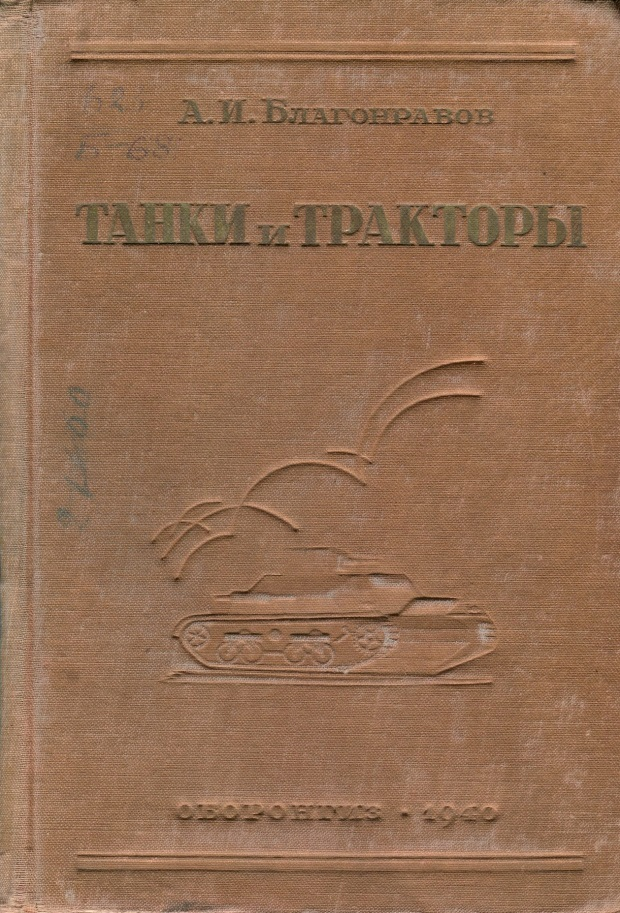 А. И. Благонравов
ТАНКИ и ТРАКТОРЫ
ОБОРОНГИЗ • 1940